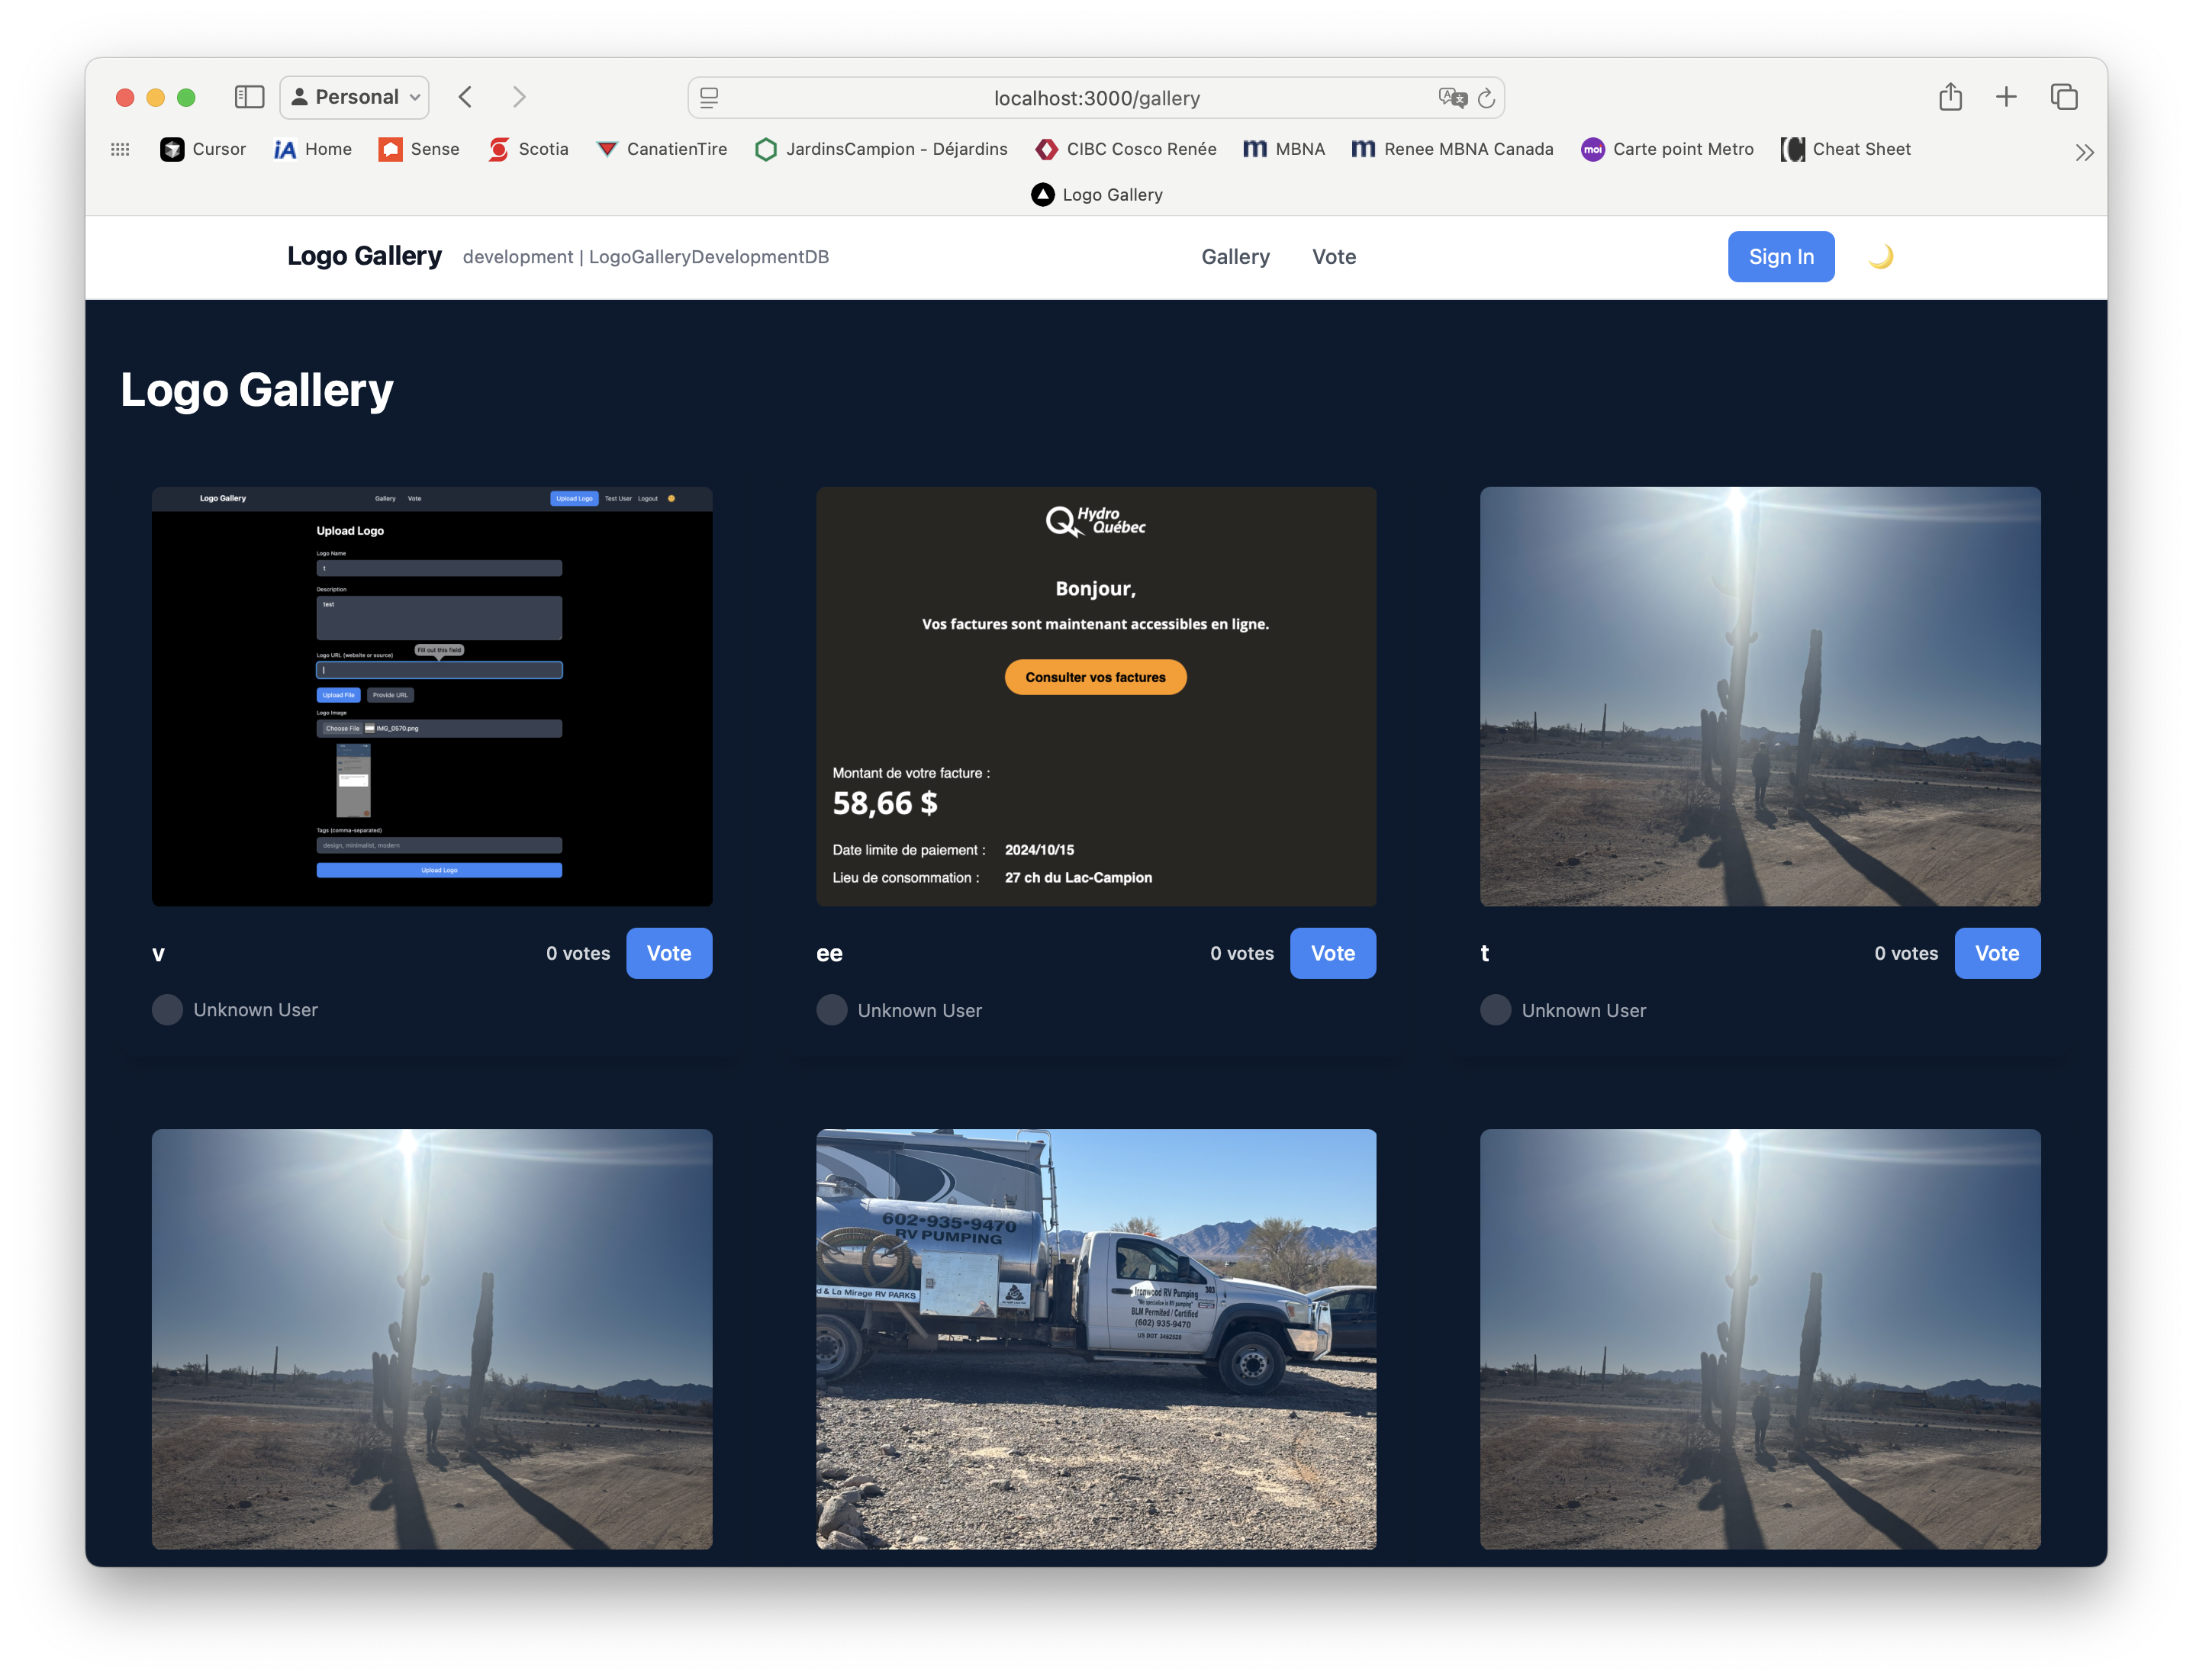 Personal
localhost:3000/gallery
Cursor
iA Home
Sense
Scotia
CanatienTire
JardinsCampion - Déjardins
CIBC Cosco Renée
m MBNA
m Renee MBNA Canada
moi Carte point Metro
Cheat Sheet
Logo Gallery
Logo Gallery development | LogoGalleryDevelopmentDB
Gallery Vote
Sign In
Logo Gallery
Logo Gallery
Gallery Vote
Upload Logo Test User Logout
Upload Logo
Logo Name
t
Description
test
Logo URL (website or source)
Fill out this field
Upload File Provide URL
Logo Image
Choose File IMG_0570.png
Tags (comma-separated)
design, minimalist, modern
Upload Logo
v 0 votes Vote
Unknown User
Hydro
Québec
Bonjour,
Vos factures sont maintenant accessibles en ligne.
Consulter vos factures
Montant de votre facture :
58,66 $
Date limite de paiement : 2024/10/15
Lieu de consommation : 27 ch du Lac-Campion
ee 0 votes Vote
Unknown User
t 0 votes Vote
Unknown User
602•935•9470
RV PUMPING
d & La Mirage RV PARKS
Ironwood RV Pumping
303
BLM Permited / Certified
(602) 935-9470
US DOT 3462528